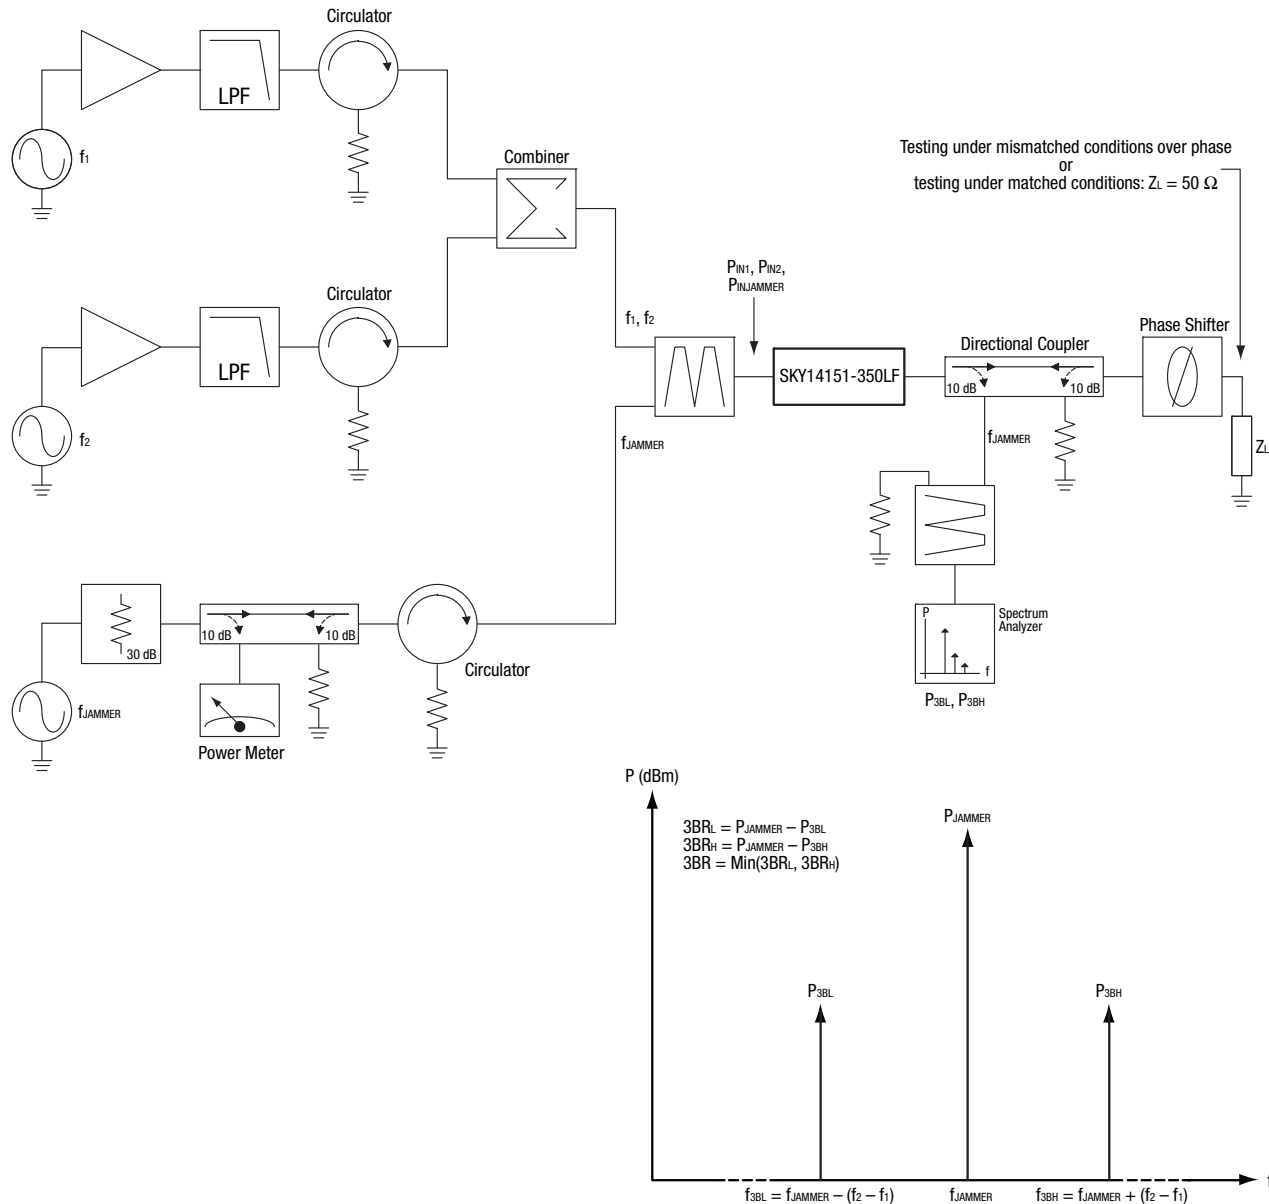 Circulator
LPF
f1
Combiner
Testing under mismatched conditions over phase
or
testing under matched conditions: ZL = 50 Ω
Circulator
LPF
f2
f1, f2
PIN1, PIN2,
PINJAMMER
SKY14151-350LF
Directional Coupler
10 dB
10 dB
Phase Shifter
ZL
fJAMMER
fJAMMER
P
f
Spectrum
Analyzer
P3BL, P3BH
30 dB
10 dB
10 dB
Circulator
fJAMMER
Power Meter
P (dBm)
3BRL = PJAMMER – P3BL
3BRH = PJAMMER – P3BH
3BR = Min(3BRL, 3BRH)
PJAMMER
P3BL
P3BH
f3BL = fJAMMER – (f2 – f1)
fJAMMER
f3BH = fJAMMER + (f2 – f1)
f